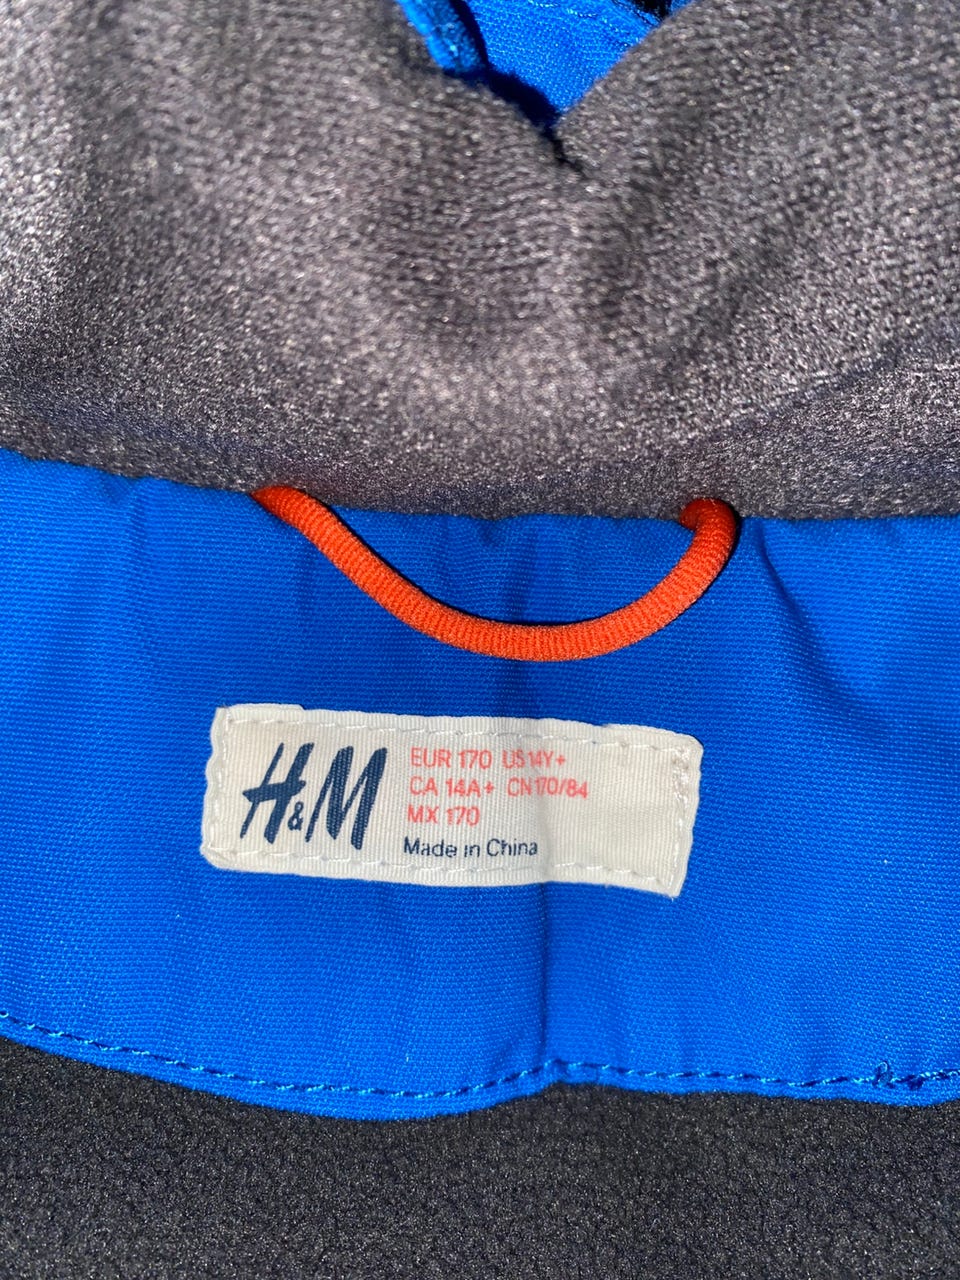 H&M
EUR 170 US 14Y+
CA 14A+ CN 170/84
MX 170
Made in China